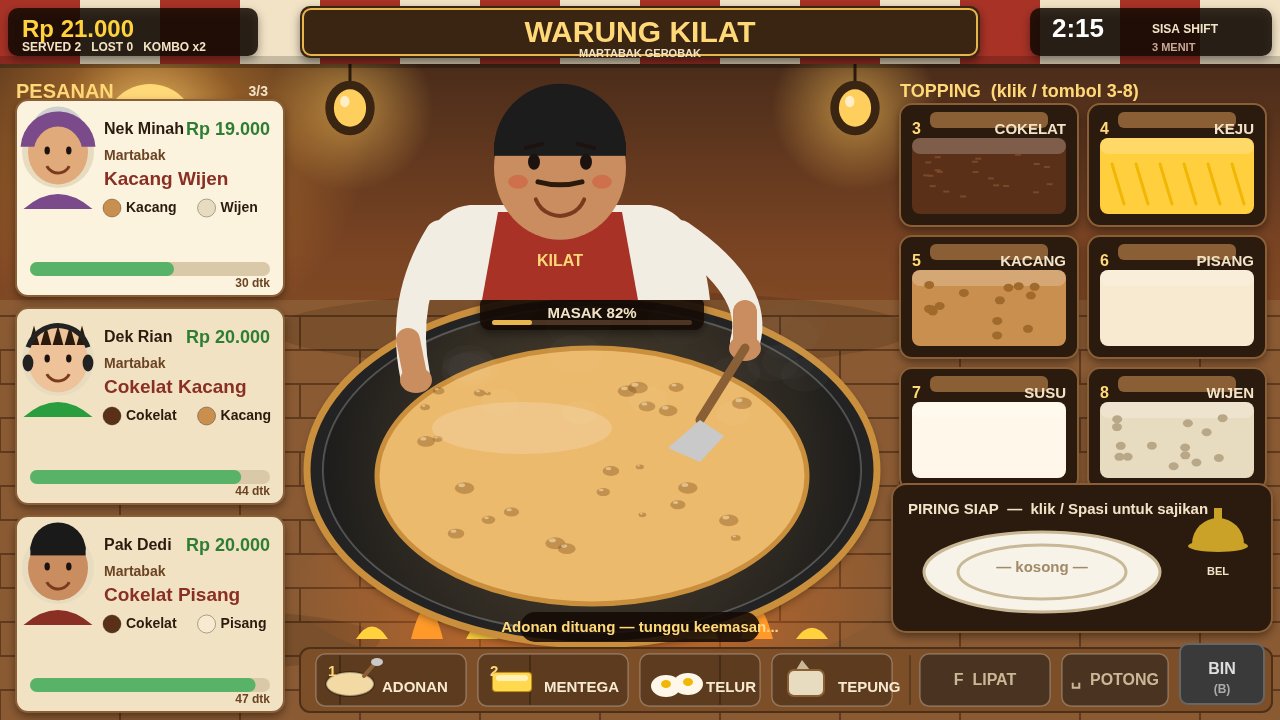 Rp 21.000
SERVED 2 LOST 0 KOMBO x2
WARUNG KILAT
MARTABAK GEROBAK
2:15
SISA SHIFT
3 MENIT
PESANAN
3/3
Nek Minah Rp 19.000
Martabak
Kacang Wijen
Kacang Wijen
30 dtk
Dek Rian Rp 20.000
Martabak
Cokelat Kacang
Cokelat Kacang
44 dtk
Pak Dedi Rp 20.000
Martabak
Cokelat Pisang
Cokelat Pisang
47 dtk
KILAT
MASAK 82%
Adonan dituang — tunggu keemasan...
TOPPING (klik / tombol 3-8)
3 COKELAT
4 KEJU
5 KACANG
6 PISANG
7 SUSU
8 WIJEN
PIRING SIAP — klik / Spasi untuk sajikan
— kosong —
BEL
1 ADONAN
2 MENTEGA
TELUR
TEPUNG
F LIPAT
␣ POTONG
BIN
(B)